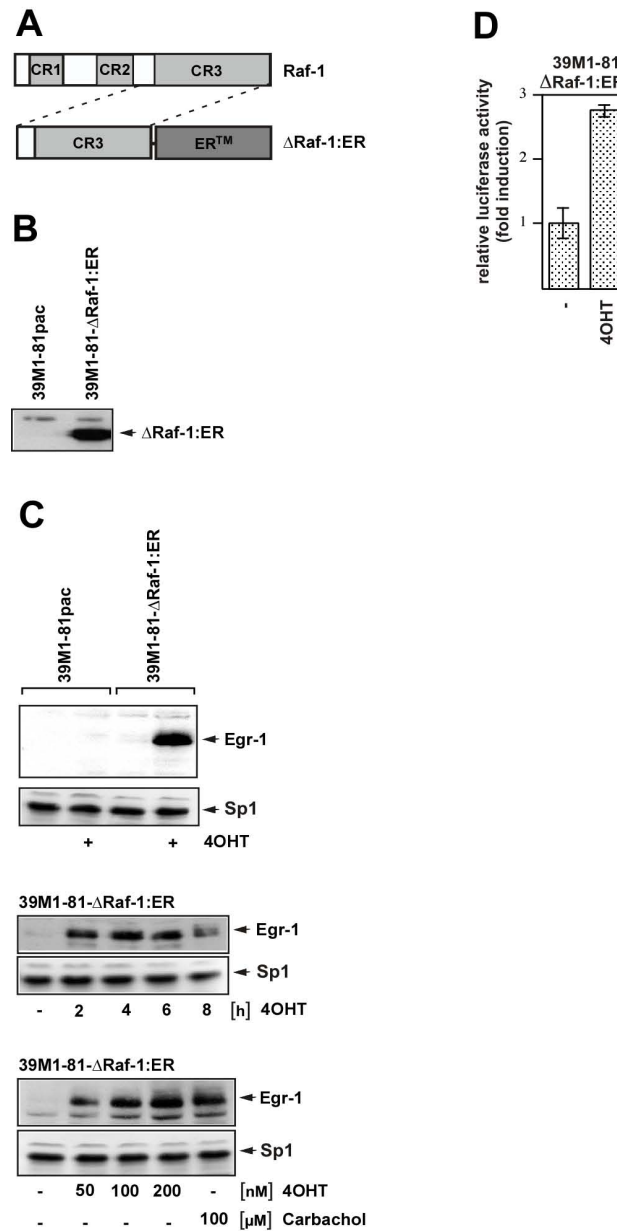 A
CR1 CR2 CR3 Raf-1
CR3 ER™ ΔRaf-1:ER
B
39M1-81pac
39M1-81-ΔRaf-1:ER
ΔRaf-1:ER
C
39M1-81pac
39M1-81-ΔRaf-1:ER
Egr-1
Sp1
+ + 4OHT
39M1-81-ΔRaf-1:ER
Egr-1
Sp1
- 2 4 6 8 [h] 4OHT
39M1-81-ΔRaf-1:ER
Egr-1
Sp1
- 50 100 200 - [nM] 4OHT
- - - - 100 [µM] Carbachol
D
39M1-81
ΔRaf-1:ER
relative luciferase activity
(fold induction)
3
2
1
-
4OHT